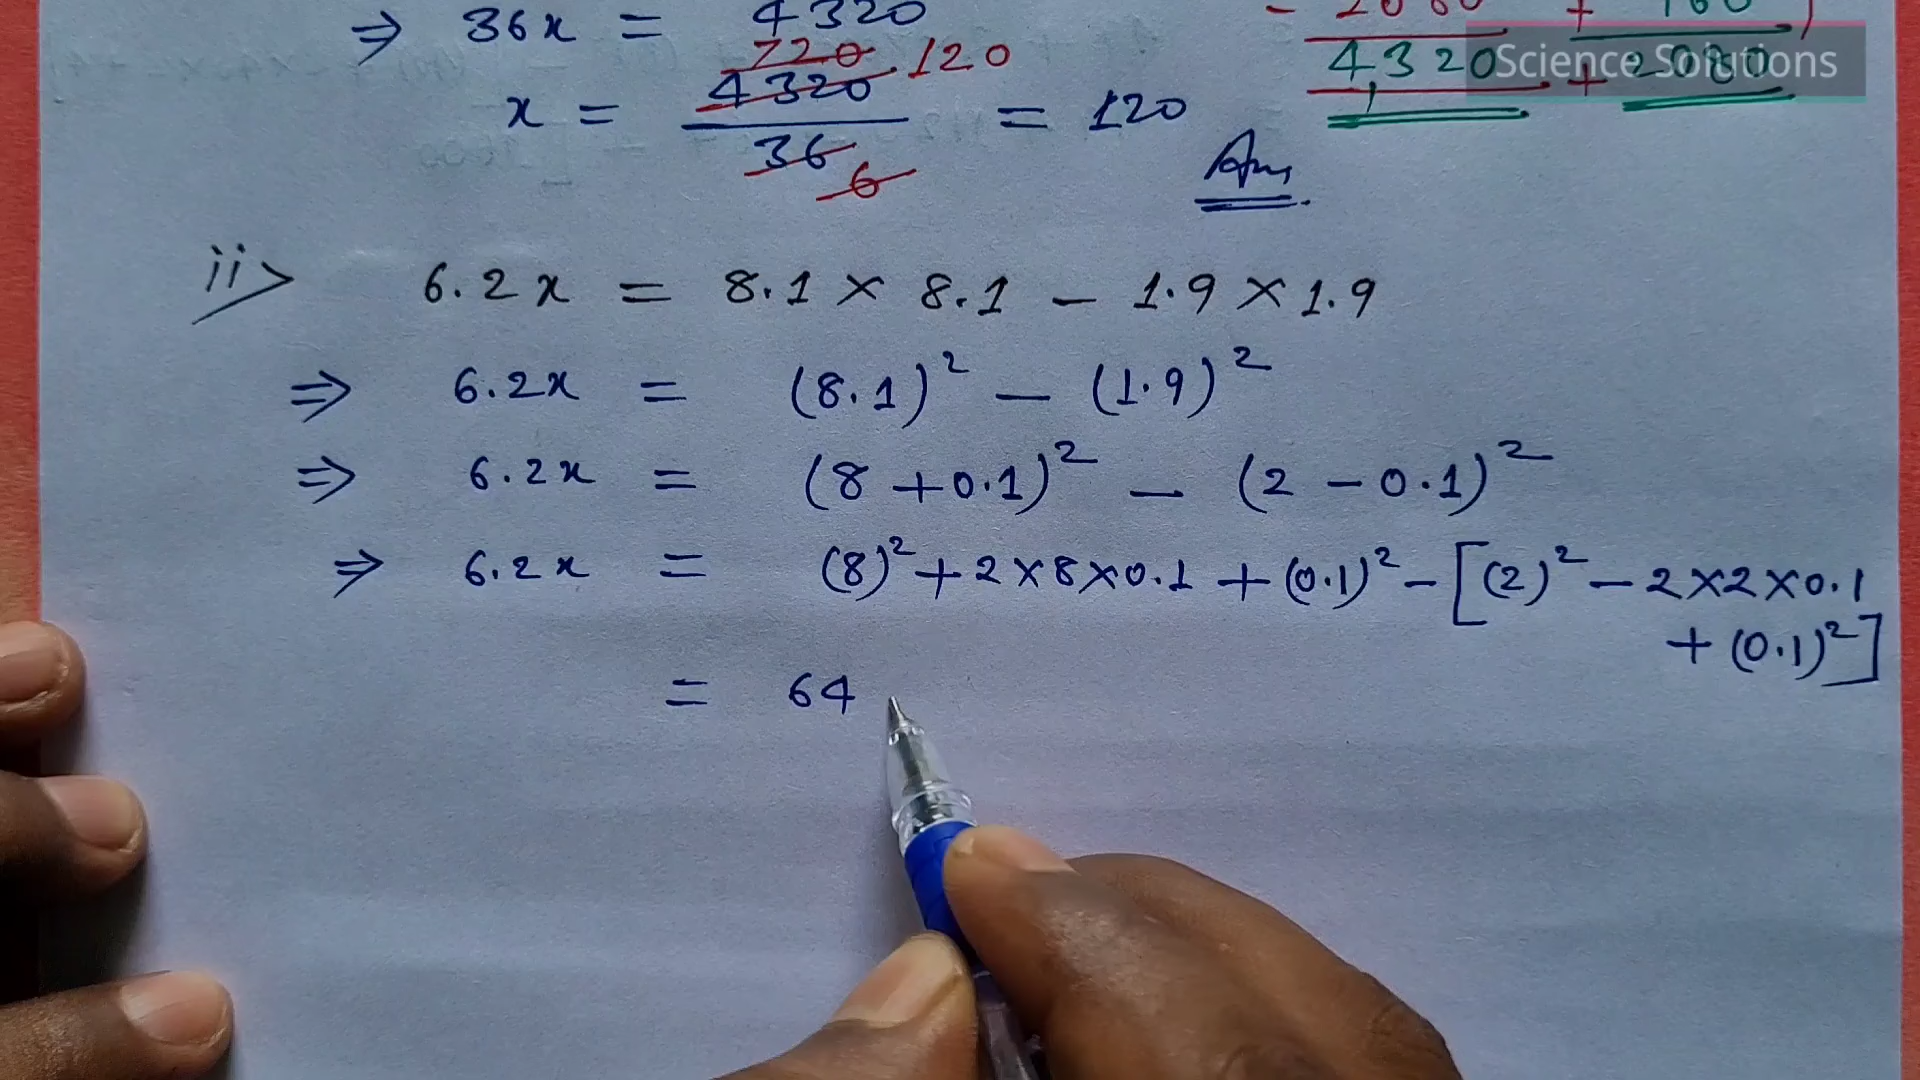 ⇒ 36x = 4320
720 120
x = 4320/36 = 120
6
Ans
4320 + 2080
Science Solutions
ii> 6.2x = 8.1 × 8.1 - 1.9 × 1.9
⇒ 6.2x = (8.1)² - (1.9)²
⇒ 6.2x = (8 + 0.1)² - (2 - 0.1)²
⇒ 6.2x = (8)² + 2×8×0.1 + (0.1)² - [(2)² - 2×2×0.1
+ (0.1)²]
= 64